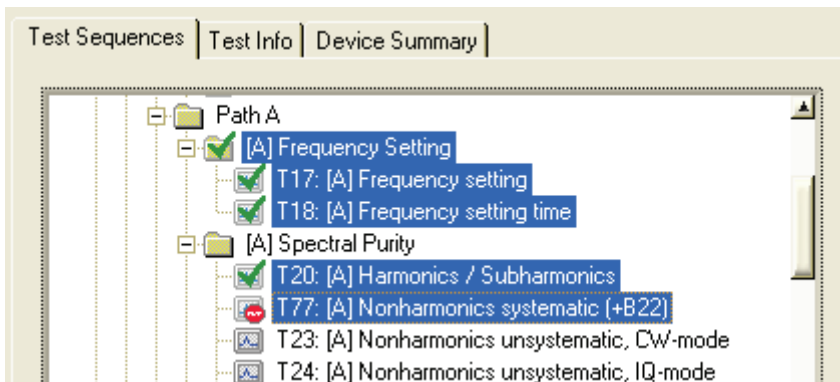 Test Sequences Test Info Device Summary
Path A
[A] Frequency Setting
T17: [A] Frequency setting
T18: [A] Frequency setting time
[A] Spectral Purity
T20: [A] Harmonics / Subharmonics
T77: [A] Nonharmonics systematic (+B22)
T23: [A] Nonharmonics unsystematic, CW-mode
T24: [A] Nonharmonics unsystematic, IQ-mode